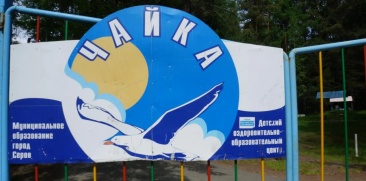 ЧАЙКА
Муниципальное
образование
город
Серов
Детский
оздоровительно-
образовательный
центр